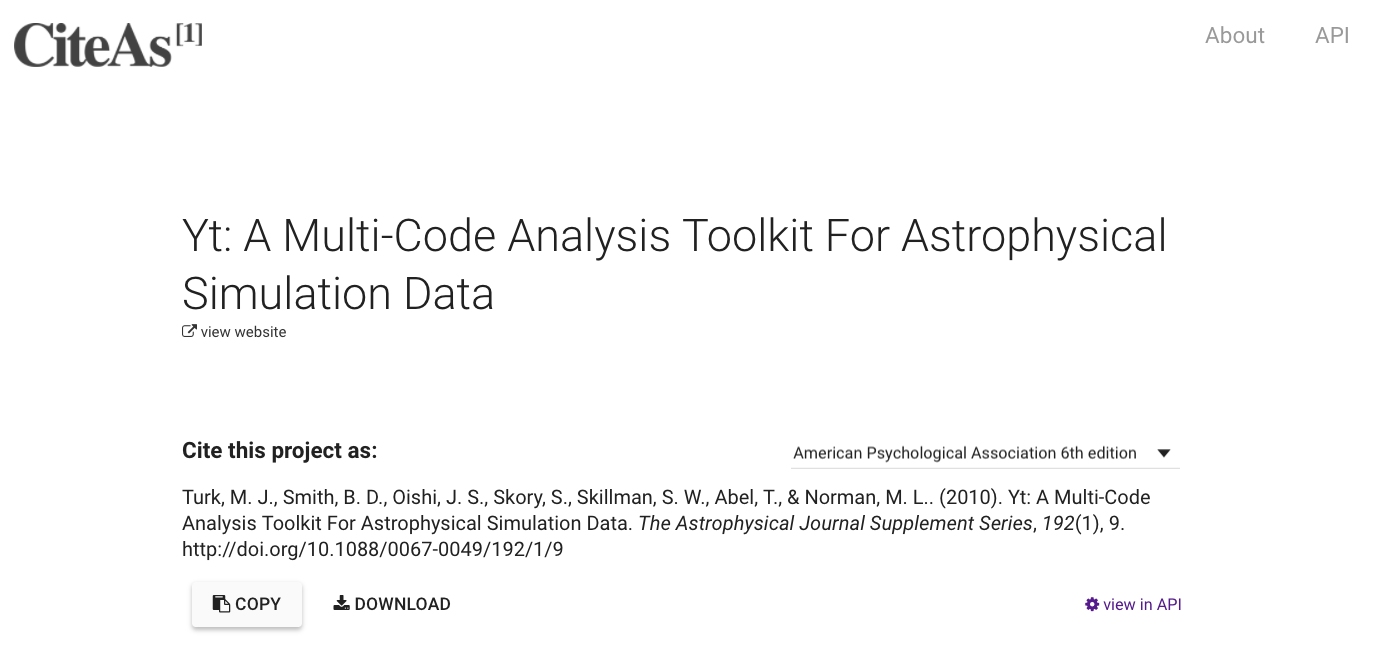 CiteAs[1]
About API
Yt: A Multi-Code Analysis Toolkit For Astrophysical
Simulation Data
view website
Cite this project as:
American Psychological Association 6th edition
Turk, M. J., Smith, B. D., Oishi, J. S., Skory, S., Skillman, S. W., Abel, T., & Norman, M. L.. (2010). Yt: A Multi-Code
Analysis Toolkit For Astrophysical Simulation Data. The Astrophysical Journal Supplement Series, 192(1), 9.
http://doi.org/10.1088/0067-0049/192/1/9
COPY DOWNLOAD
view in API